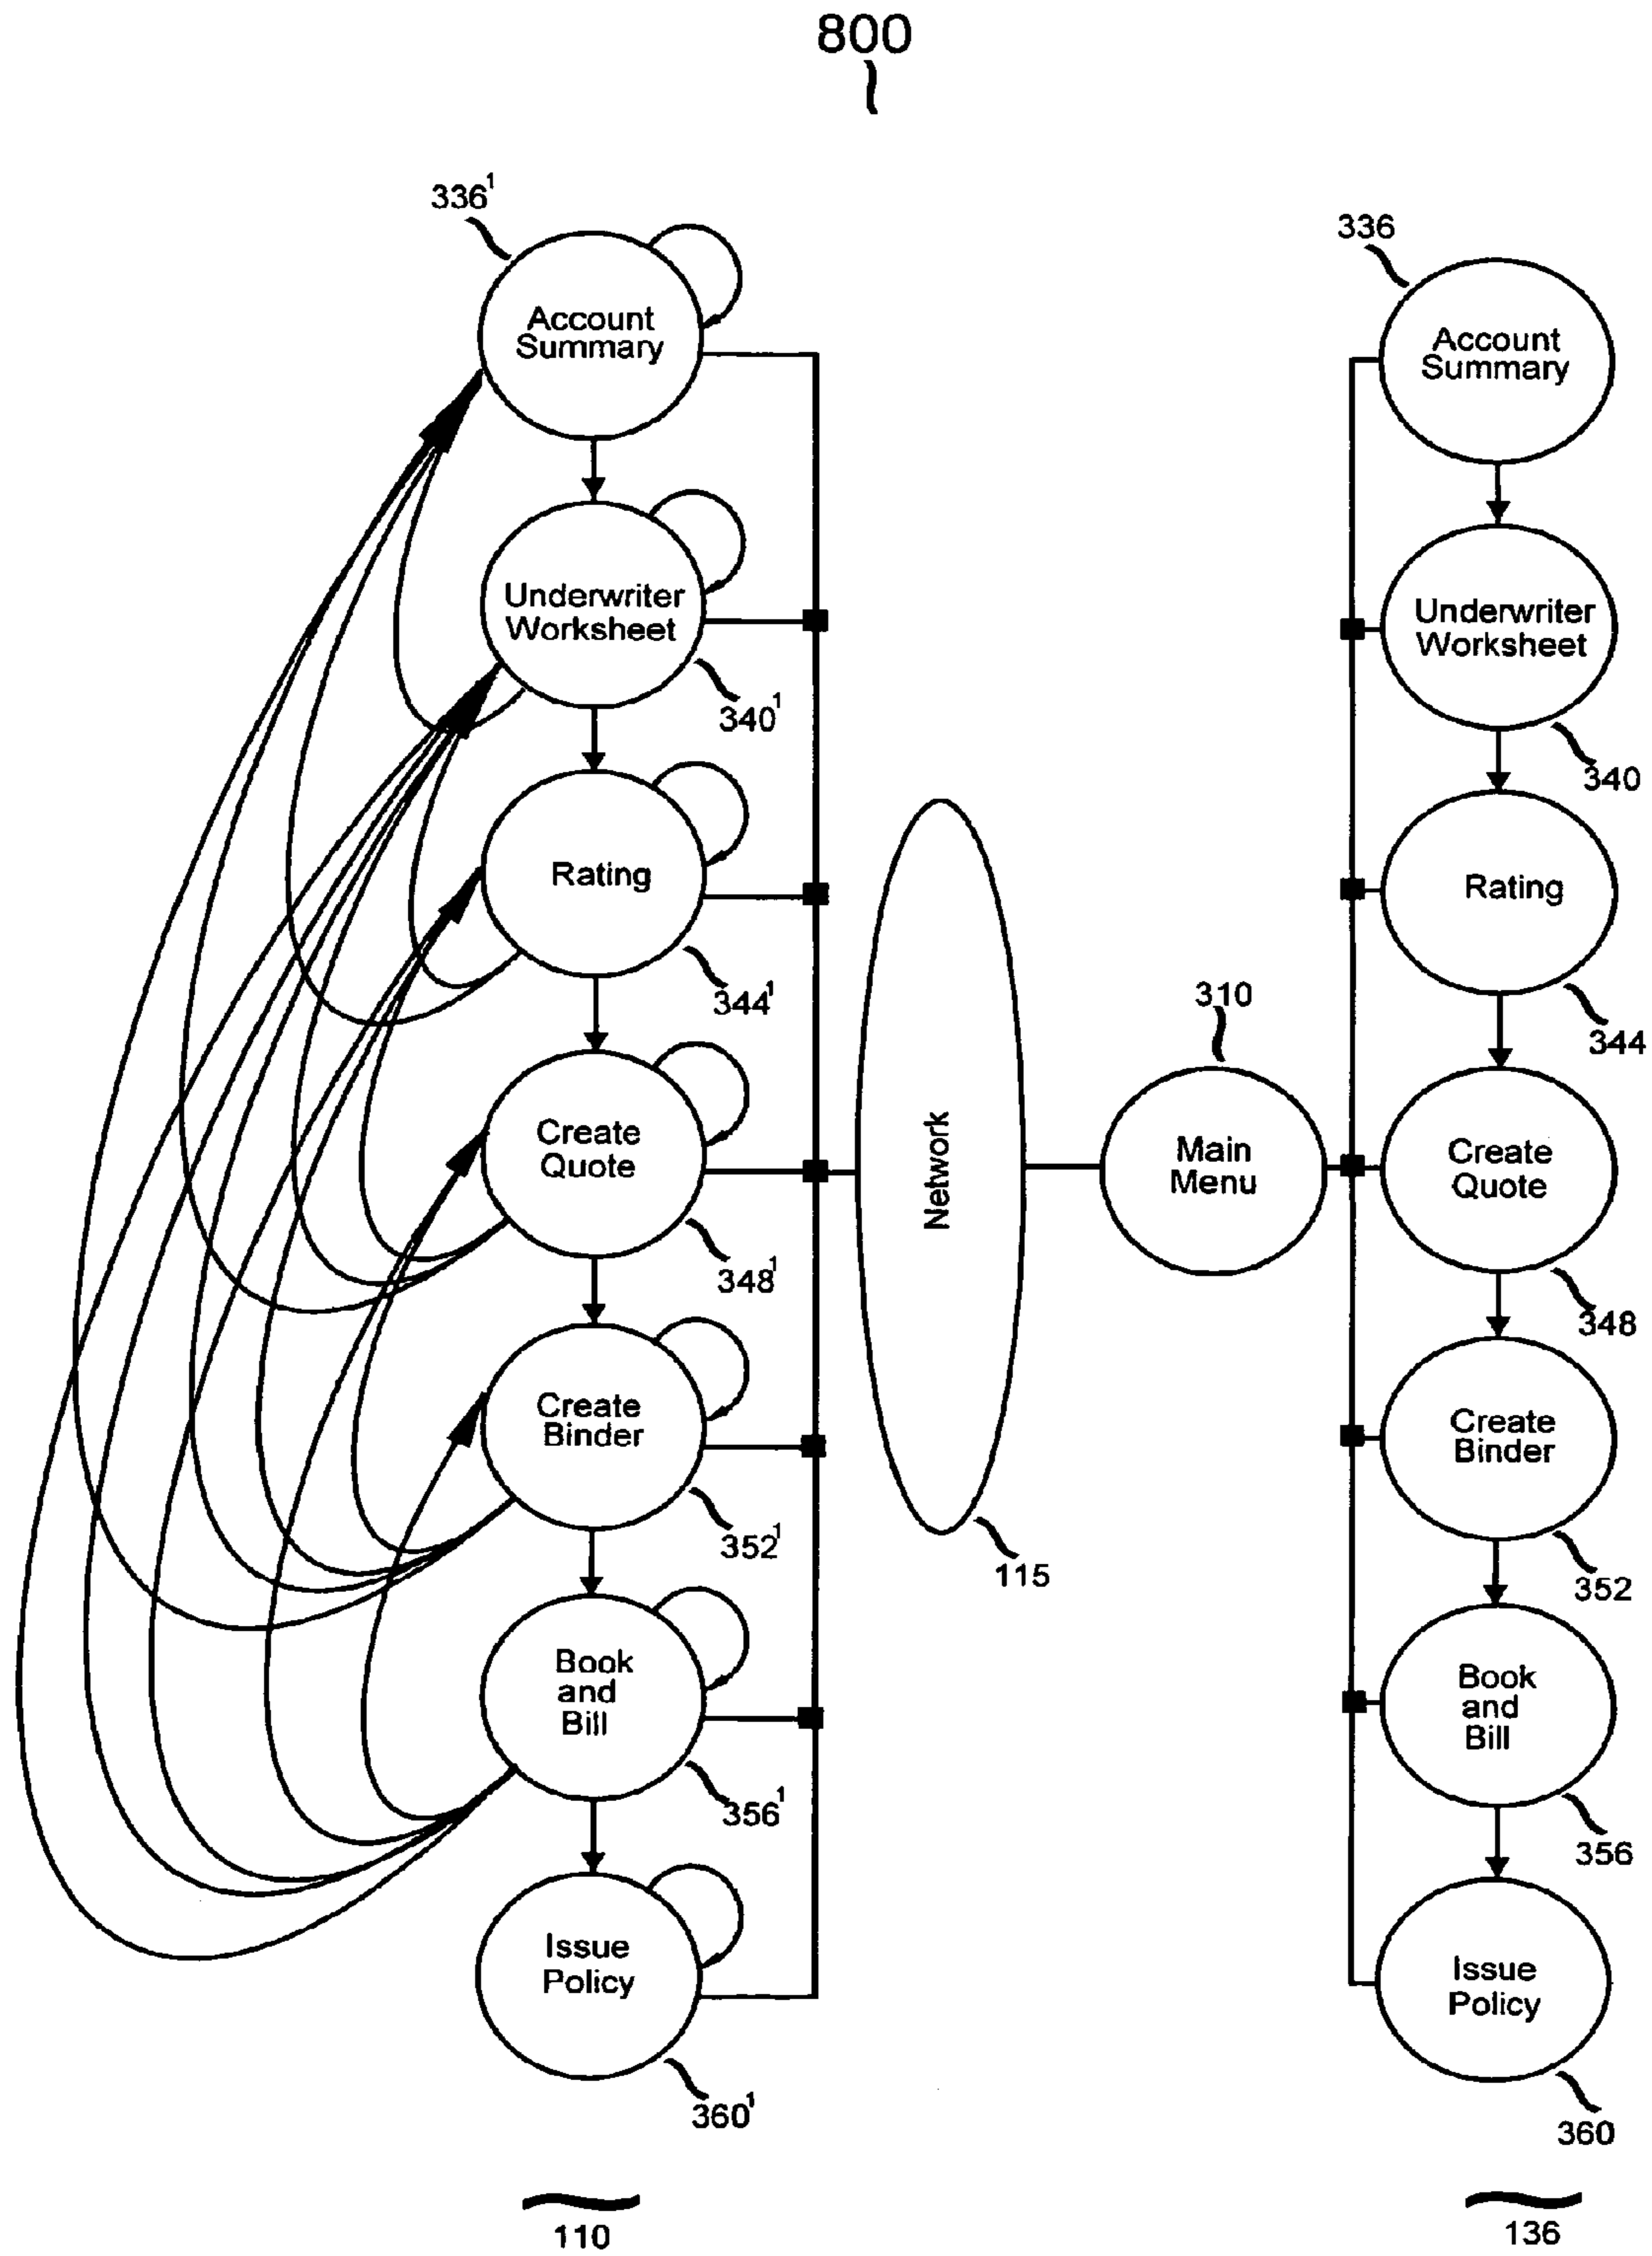 800
336¹
Account
Summary
Underwriter
Worksheet
340¹
Rating
344¹
Create
Quote
348¹
Create
Binder
352¹
Book
and
Bill
356¹
Issue
Policy
360¹
110
Network
115
310
Main
Menu
336
Account
Summary
Underwriter
Worksheet
340
Rating
344
Create
Quote
348
Create
Binder
352
Book
and
Bill
356
Issue
Policy
360
136